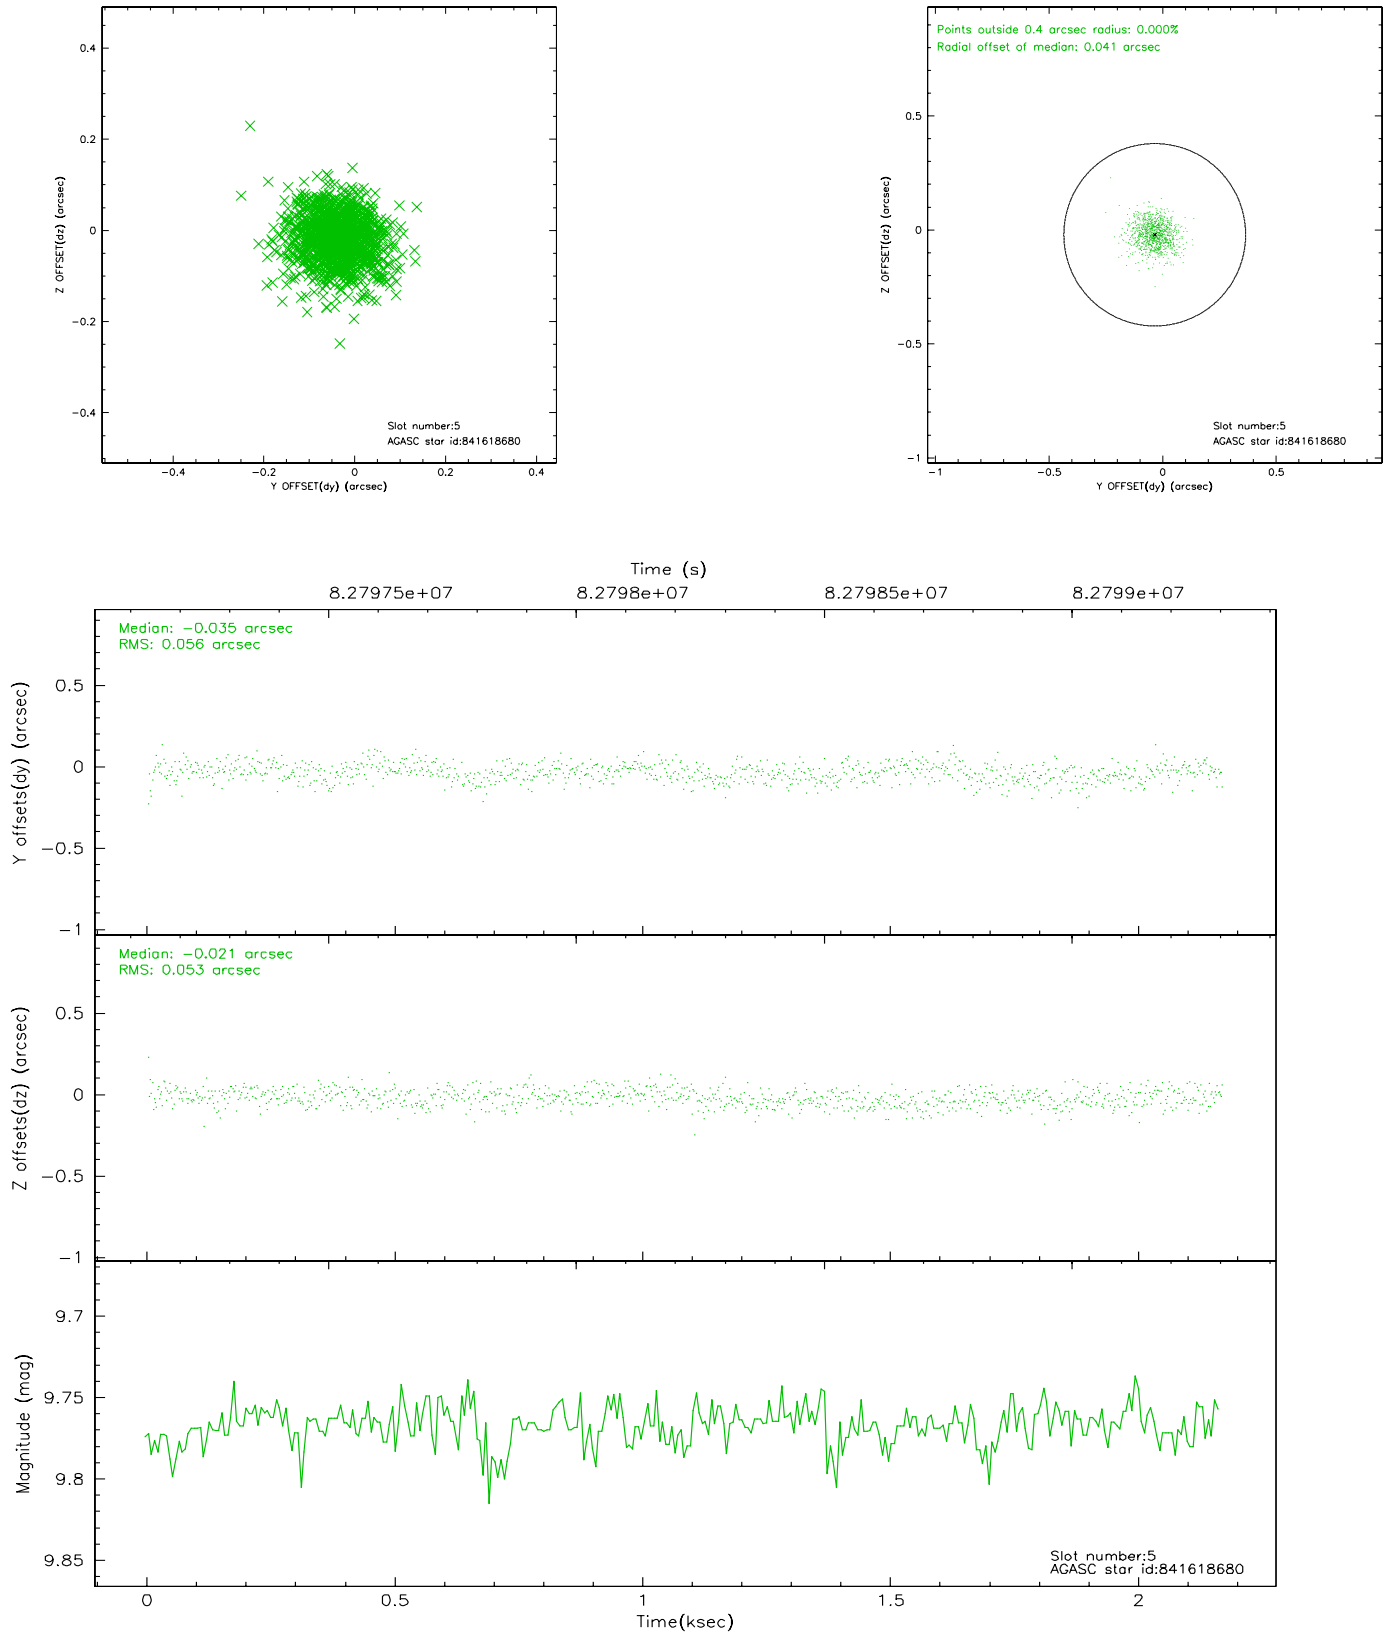 0.4
0.2
0
−0.2
−0.4
Z OFFSET(dz) (arcsec)
−0.4
−0.2
0
0.2
0.4
Y OFFSET(dy) (arcsec)
Slot number:5
AGASC star id:841618680
Points outside 0.4 arcsec radius: 0.000%
Radial offset of median: 0.041 arcsec
0.5
0
−0.5
−1
Z OFFSET(dz) (arcsec)
−1
−0.5
0
0.5
Y OFFSET(dy) (arcsec)
Slot number:5
AGASC star id:841618680
Time (s)
8.27975e+07
8.2798e+07
8.27985e+07
8.2799e+07
Median: −0.035 arcsec
RMS: 0.056 arcsec
0.5
0
−0.5
−1
Y offsets(dy) (arcsec)
Median: −0.021 arcsec
RMS: 0.053 arcsec
0.5
0
−0.5
−1
Z offsets(dz) (arcsec)
9.7
9.75
9.8
9.85
Magnitude (mag)
Slot number:5
AGASC star id:841618680
0
0.5
1
1.5
2
Time(ksec)